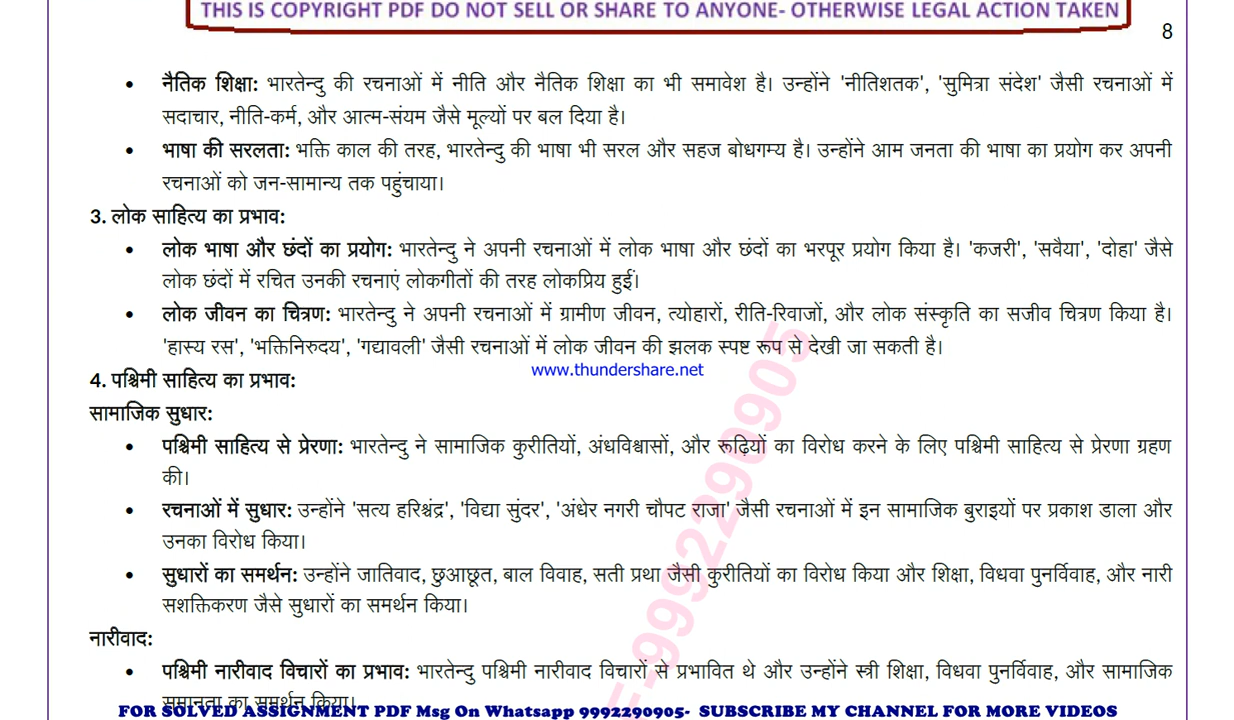 THIS IS COPYRIGHT PDF DO NOT SELL OR SHARE TO ANYONE- OTHERWISE LEGAL ACTION TAKEN
8
• नैतिक शिक्षा: भारतेन्दु की रचनाओं में नीति और नैतिक शिक्षा का भी समावेश है। उन्होंने 'नीतिशतक', 'सुमित्रा संदेश' जैसी रचनाओं में
सदाचार, नीति-कर्म, और आत्म-संयम जैसे मूल्यों पर बल दिया है।
• भाषा की सरलता: भक्ति काल की तरह, भारतेन्दु की भाषा भी सरल और सहज बोधगम्य है। उन्होंने आम जनता की भाषा का प्रयोग कर अपनी
रचनाओं को जन-सामान्य तक पहुंचाया।
3. लोक साहित्य का प्रभाव:
• लोक भाषा और छंदों का प्रयोग: भारतेन्दु ने अपनी रचनाओं में लोक भाषा और छंदों का भरपूर प्रयोग किया है। 'कजरी', 'सवैया', 'दोहा' जैसे
लोक छंदों में रचित उनकी रचनाएं लोकगीतों की तरह लोकप्रिय हुईं।
• लोक जीवन का चित्रण: भारतेन्दु ने अपनी रचनाओं में ग्रामीण जीवन, त्योहारों, रीति-रिवाजों, और लोक संस्कृति का सजीव चित्रण किया है।
'हास्य रस', 'भक्तिनिरुदय', 'गद्यावली' जैसी रचनाओं में लोक जीवन की झलक स्पष्ट रूप से देखी जा सकती है।
www.thundershare.net
4. पश्चिमी साहित्य का प्रभाव:
सामाजिक सुधार:
• पश्चिमी साहित्य से प्रेरणा: भारतेन्दु ने सामाजिक कुरीतियों, अंधविश्वासों, और रूढ़ियों का विरोध करने के लिए पश्चिमी साहित्य से प्रेरणा ग्रहण
की।
• रचनाओं में सुधार: उन्होंने 'सत्य हरिश्चंद्र', 'विद्या सुंदर', 'अंधेर नगरी चौपट राजा' जैसी रचनाओं में इन सामाजिक बुराइयों पर प्रकाश डाला और
उनका विरोध किया।
• सुधारों का समर्थन: उन्होंने जातिवाद, छुआछूत, बाल विवाह, सती प्रथा जैसी कुरीतियों का विरोध किया और शिक्षा, विधवा पुनर्विवाह, और नारी
सशक्तिकरण जैसे सुधारों का समर्थन किया।
नारीवाद:
• पश्चिमी नारीवाद विचारों का प्रभाव: भारतेन्दु पश्चिमी नारीवाद विचारों से प्रभावित थे और उन्होंने स्त्री शिक्षा, विधवा पुनर्विवाह, और सामाजिक
समानता का समर्थन किया।
F-9992290905
FOR SOLVED ASSIGNMENT PDF Msg On Whatsapp 9992290905- SUBSCRIBE MY CHANNEL FOR MORE VIDEOS